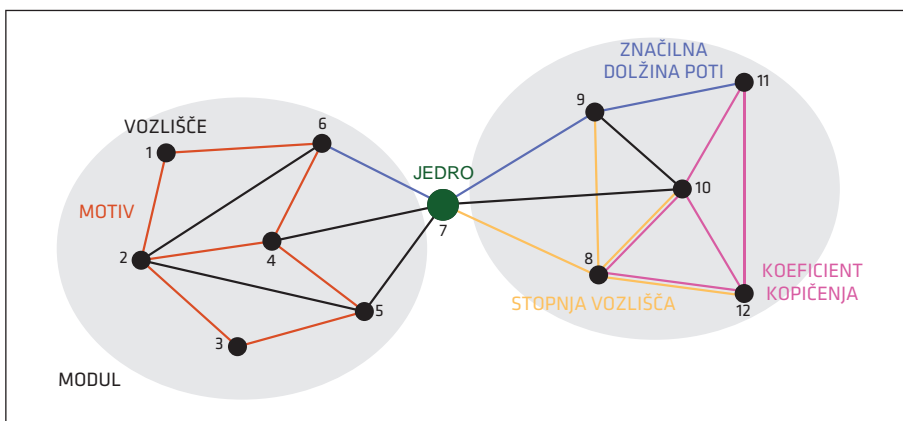 ZNAČILNA
DOLŽINA POTI
11
9
VOZLIŠČE
6
1
JEDRO
10
MOTIV
7
2
4
8
KOEFICIENT
KOPIČENJA
STOPNJA VOZLIŠČA
12
5
3
MODUL